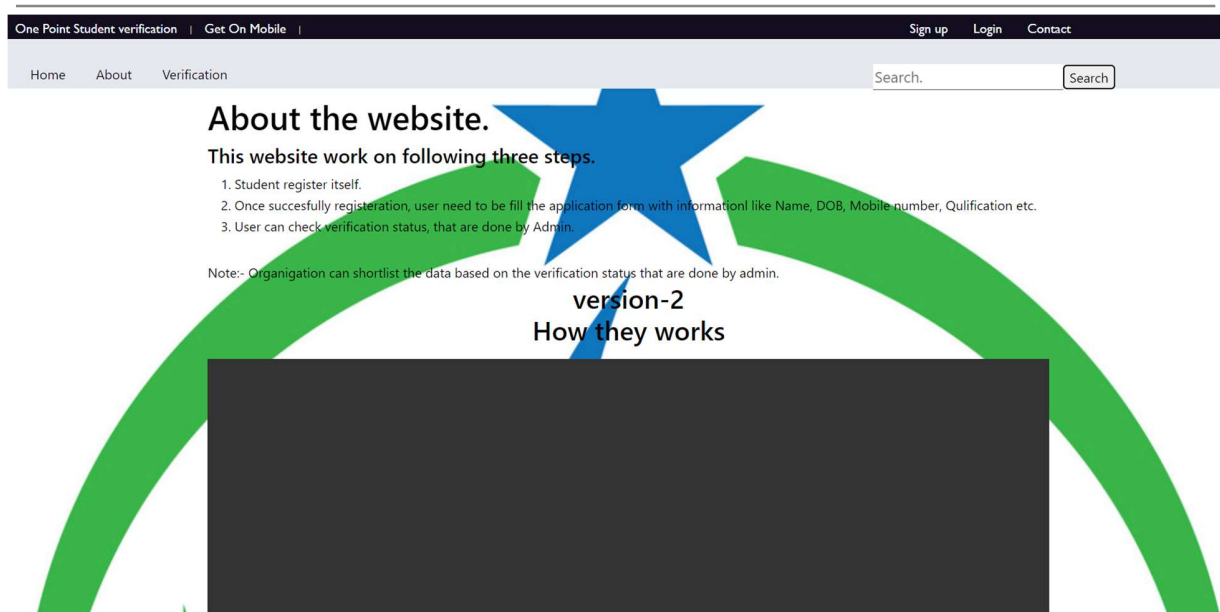 One Point Student verification | Get On Mobile | Sign up Login Contact
Home About Verification Search. Search
About the website.
This website work on following three steps.
1. Student register itself.
2. Once succesfully registeration, user need to be fill the application form with informationl like Name, DOB, Mobile number, Qulification etc.
3. User can check verification status, that are done by Admin.
Note:- Organigation can shortlist the data based on the verification status that are done by admin.
version-2
How they works